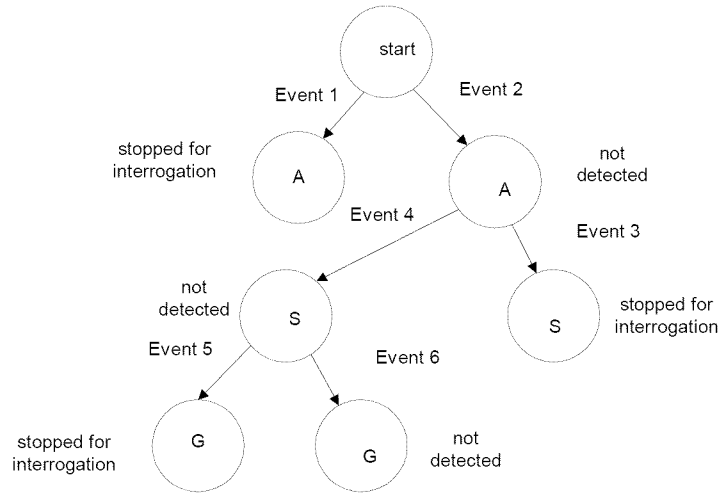 start
Event 1
Event 2
stopped for
interrogation
A
A
not
detected
Event 4
Event 3
not
detected
S
S
stopped for
interrogation
Event 5
Event 6
stopped for
interrogation
G
G
not
detected